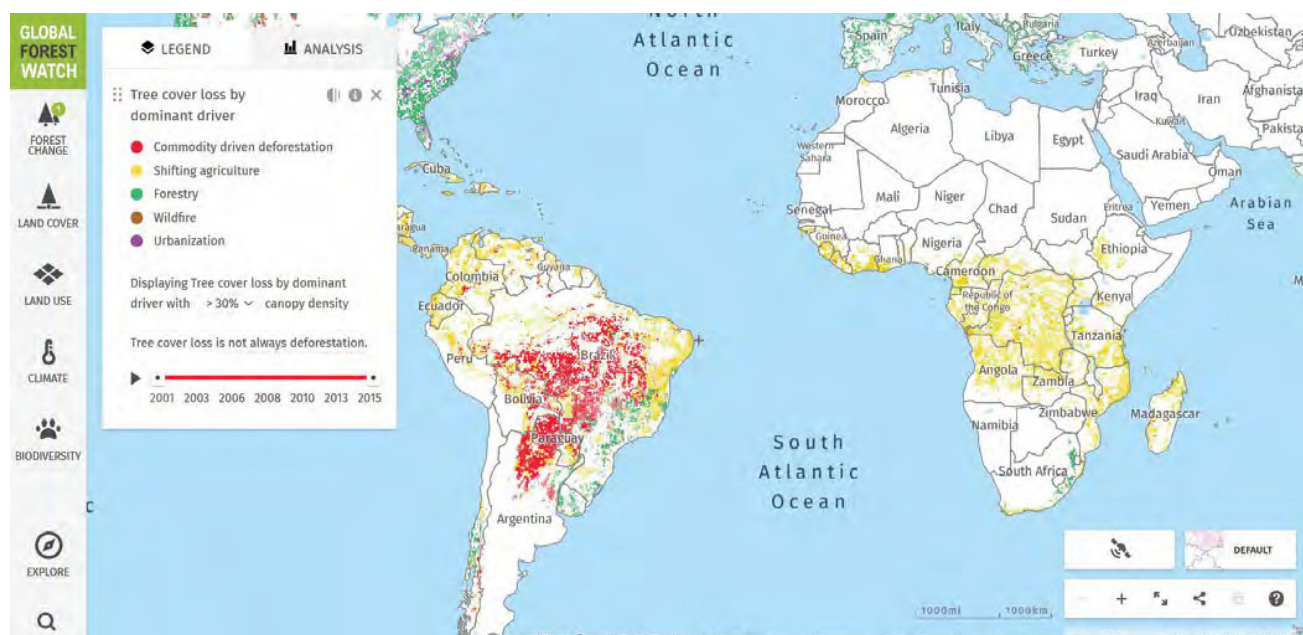 GLOBAL
FOREST
WATCH
1
FOREST
CHANGE
LAND COVER
LAND USE
CLIMATE
BIODIVERSITY
EXPLORE
LEGEND
ANALYSIS
Tree cover loss by
dominant driver
Commodity driven deforestation
Shifting agriculture
Forestry
Wildfire
Urbanization
Displaying Tree cover loss by dominant
driver with > 30% canopy density
Tree cover loss is not always deforestation.
2001 2003 2006 2008 2010 2013 2015
North
Atlantic
Ocean
Cuba
Panama
Colombia
Guyana
Ecuador
Peru
Brazil
Bolivia
Paraguay
Argentina
South
Atlantic
Ocean
Spain
Italy
Bulgaria
Greece
Turkey
Azerbaijan
Uzbekistan
Morocco
Tunisia
Algeria
Libya
Egypt
Iraq
Iran
Afghanista
Kuwait
Pakista
Western
Sahara
Saudi Arabia
Oman
Mali
Niger
Chad
Sudan
Eritrea
Yemen
Arabian
Sea
Senegal
Guinea
Ghana
Nigeria
Ethiopia
Cameroon
Republic of
the Congo
Kenya
Tanzania
Angola
Zambia
Zimbabwe
Madagascar
Namibia
South Africa
DEFAULT
1000mi
1000km